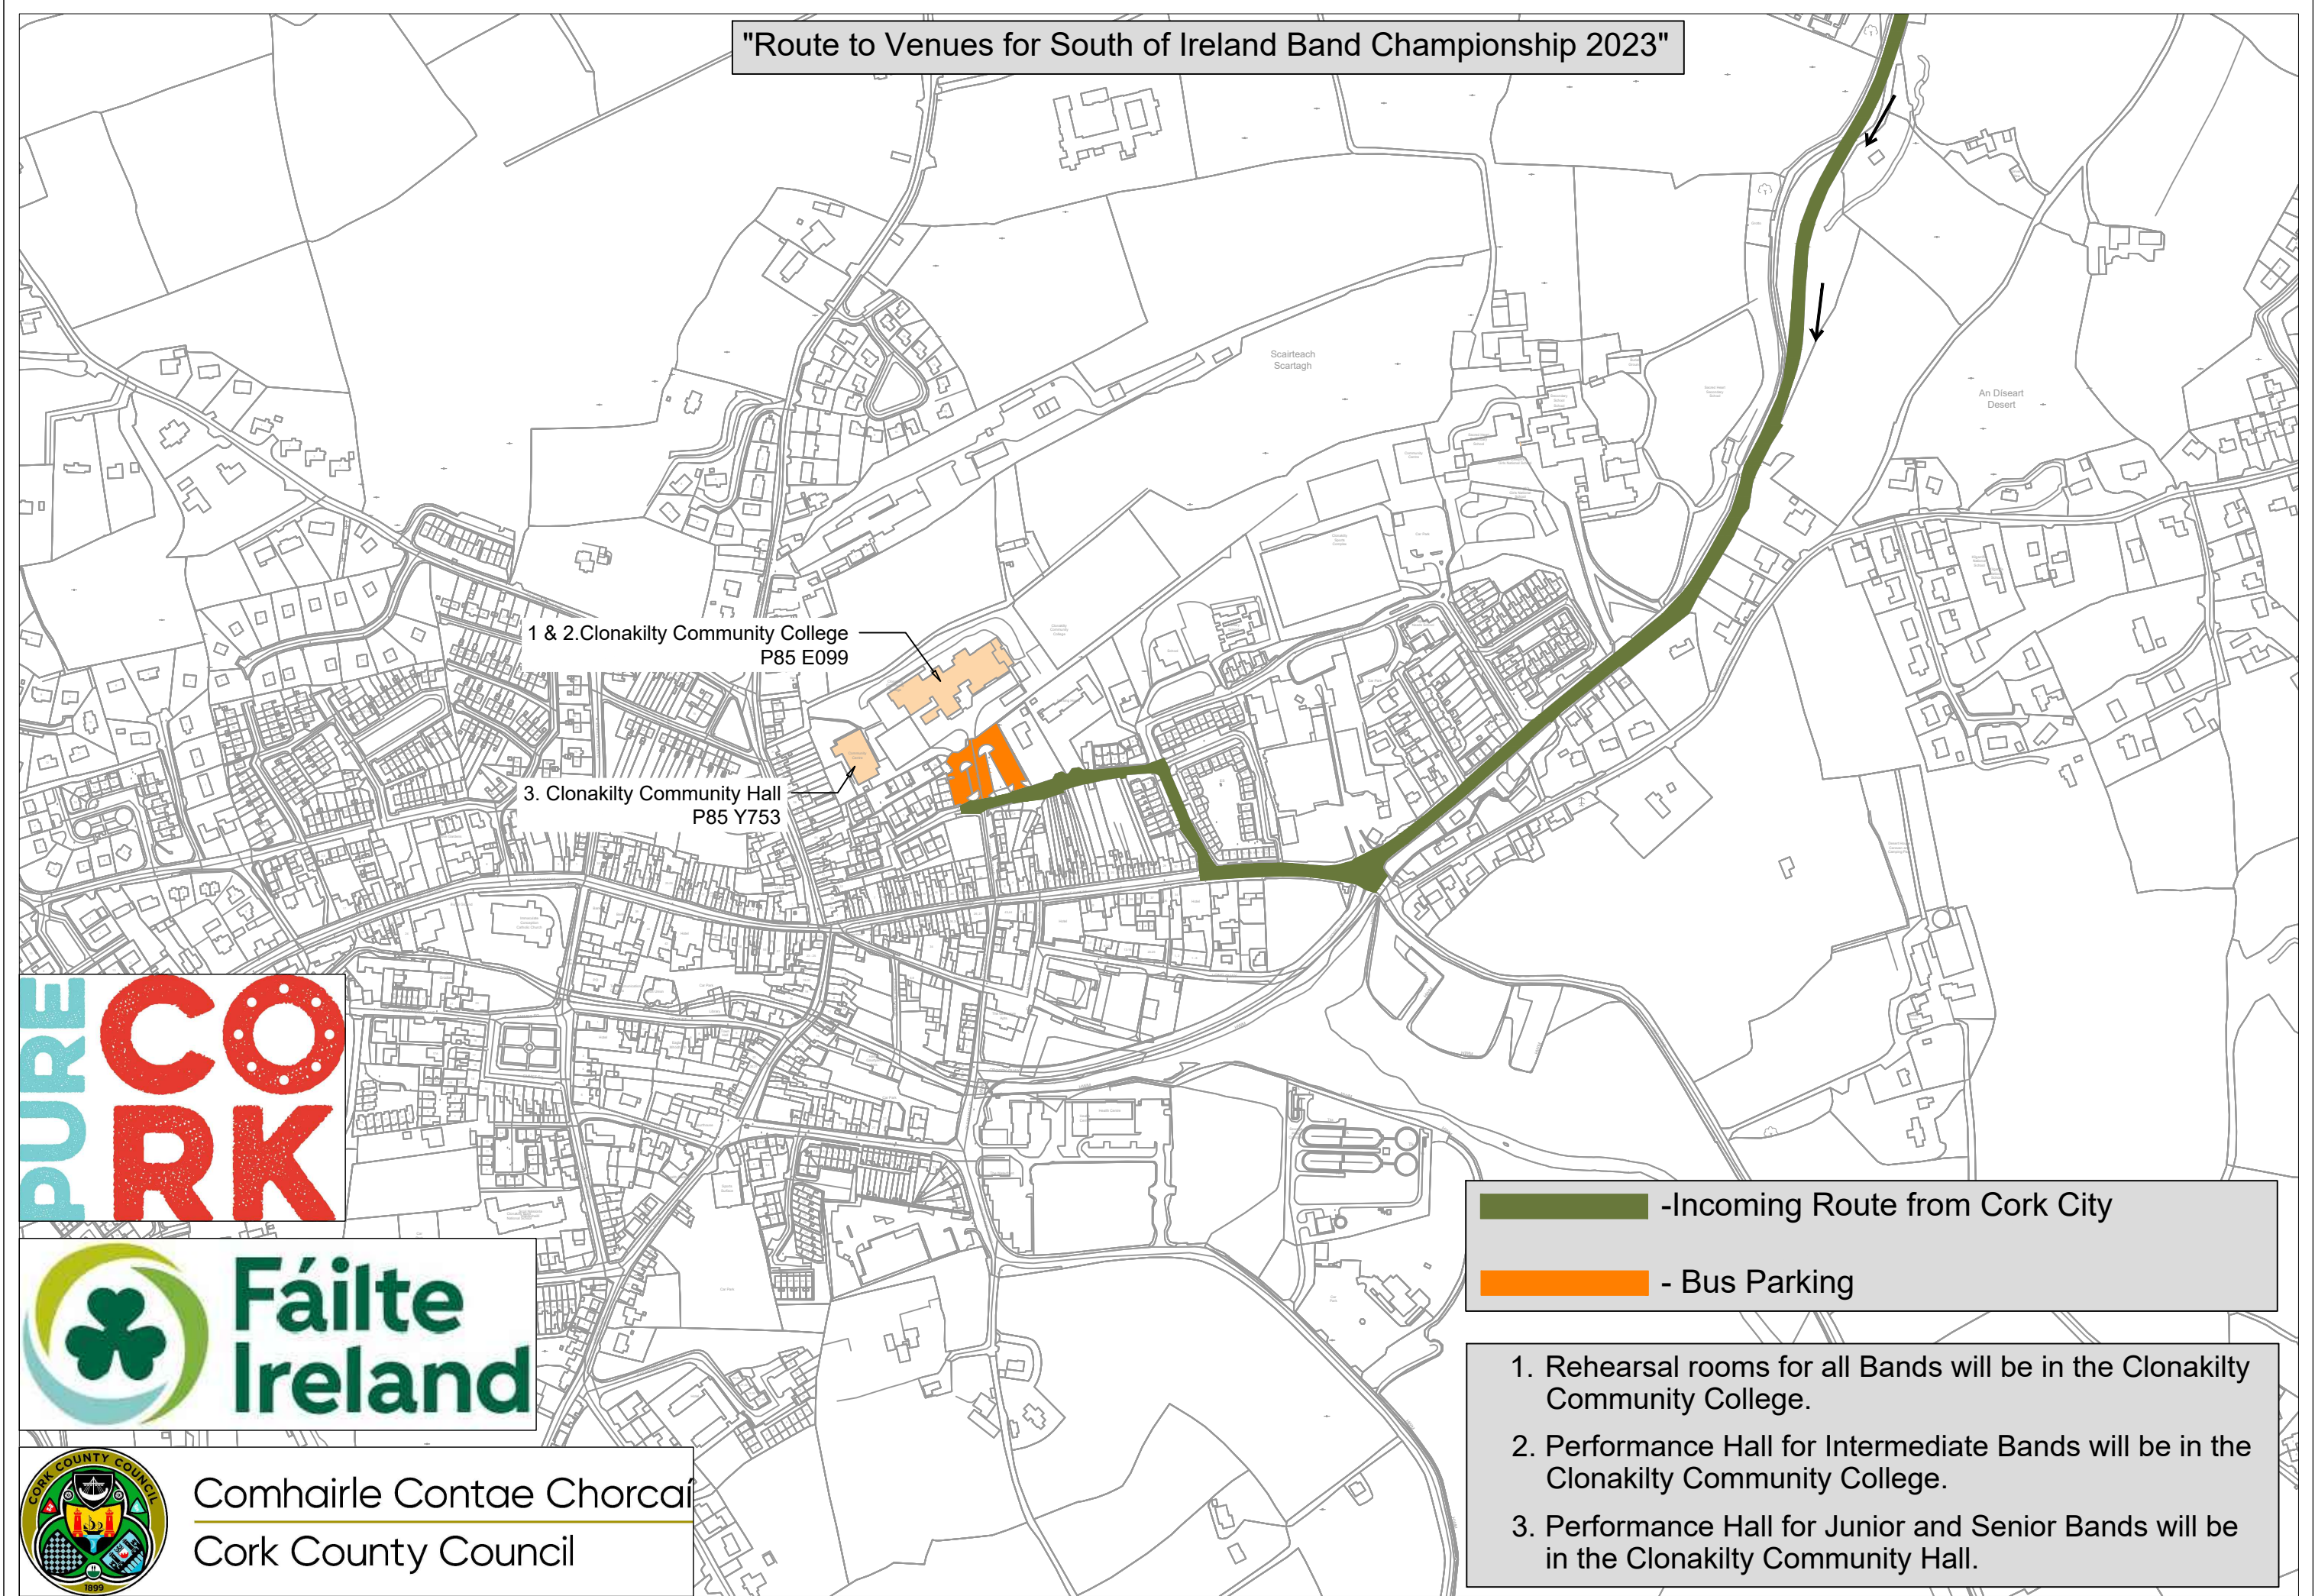 "Route to Venues for South of Ireland Band Championship 2023"
Scairteach
Scartagh
An Díseart
Desert
1 & 2.Clonakilty Community College
P85 E099
3. Clonakilty Community Hall
P85 Y753
PURE
CO
RK
Fáilte
Ireland
CORK COUNTY COUNCIL
1899
Comhairle Contae Chorcaí
Cork County Council
-Incoming Route from Cork City
- Bus Parking
1. Rehearsal rooms for all Bands will be in the Clonakilty
Community College.
2. Performance Hall for Intermediate Bands will be in the
Clonakilty Community College.
3. Performance Hall for Junior and Senior Bands will be
in the Clonakilty Community Hall.